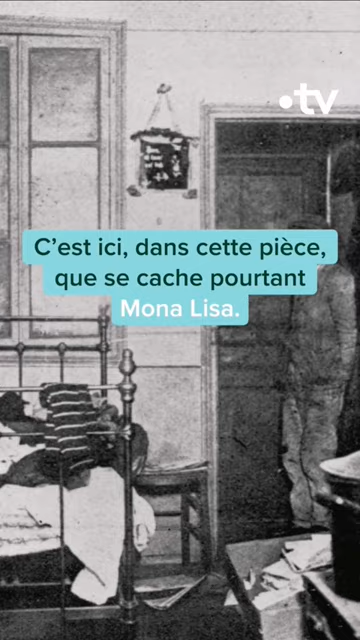 ·tv
C'est ici, dans cette pièce,
que se cache pourtant
Mona Lisa.